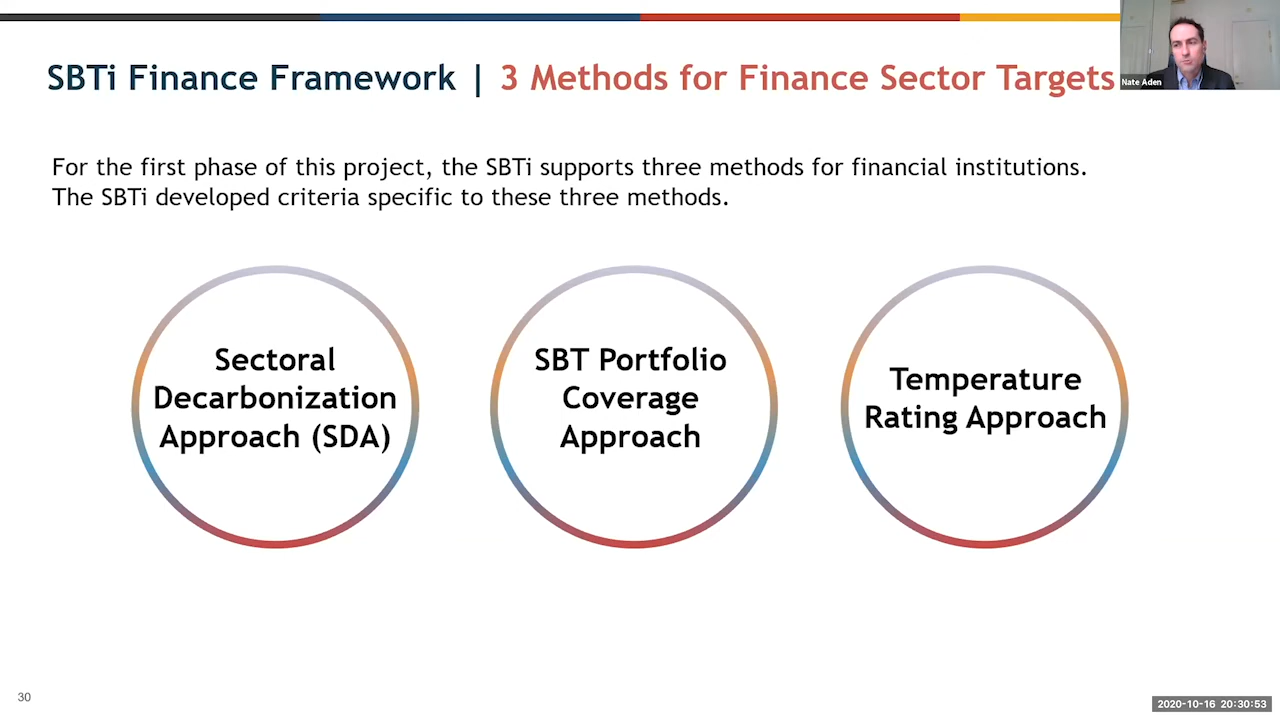 SBTi Finance Framework | 3 Methods for Finance Sector Targets
Nate Aden
For the first phase of this project, the SBTi supports three methods for financial institutions.
The SBTi developed criteria specific to these three methods.
Sectoral
Decarbonization
Approach (SDA)
SBT Portfolio
Coverage
Approach
Temperature
Rating Approach
30
2020-10-16 20:30:53